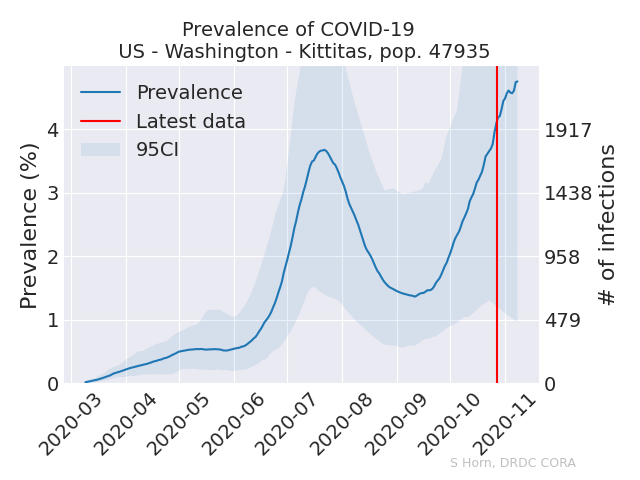 Prevalence of COVID-19
US - Washington - Kittitas, pop. 47935
Prevalence
Latest data
95CI
Prevalence (%)
4
3
2
1
0
1917
1438
958
479
0
# of infections
2020-03
2020-04
2020-05
2020-06
2020-07
2020-08
2020-09
2020-10
2020-11
S Horn, DRDC CORA